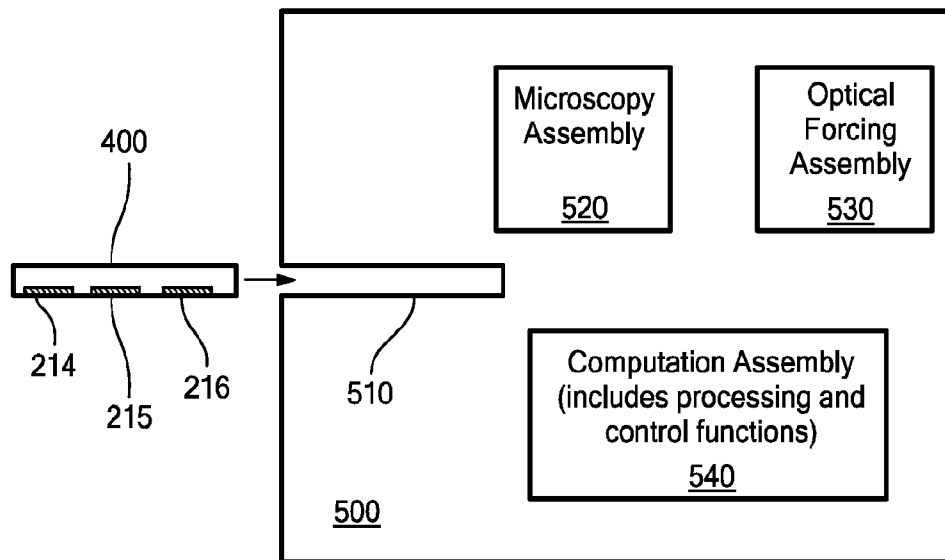 Microscopy
Assembly
520
Optical
Forcing
Assembly
530
400
214
215
216
510
Computation Assembly
(includes processing and
control functions)
540
500